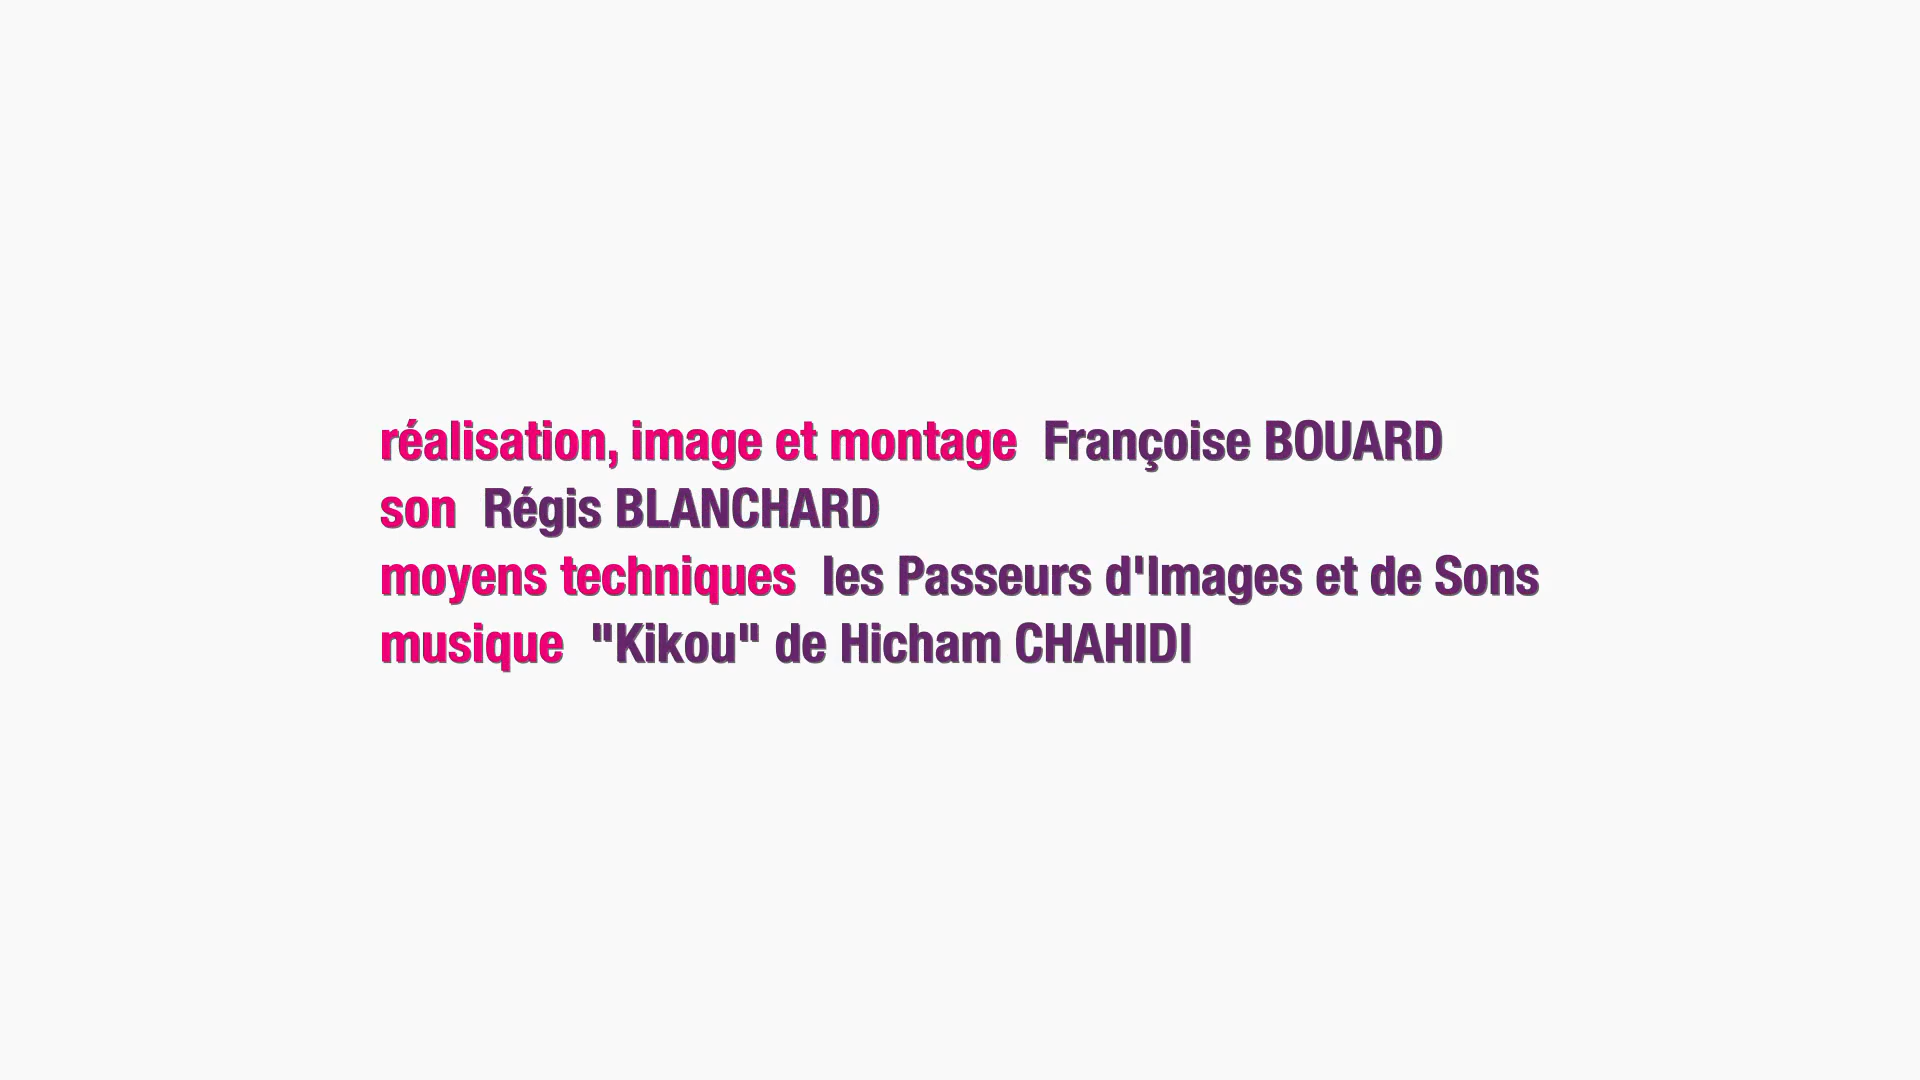 réalisation, image et montage  Françoise BOUARD
son  Régis BLANCHARD
moyens techniques  les Passeurs d'Images et de Sons
musique  "Kikou" de Hicham CHAHIDI